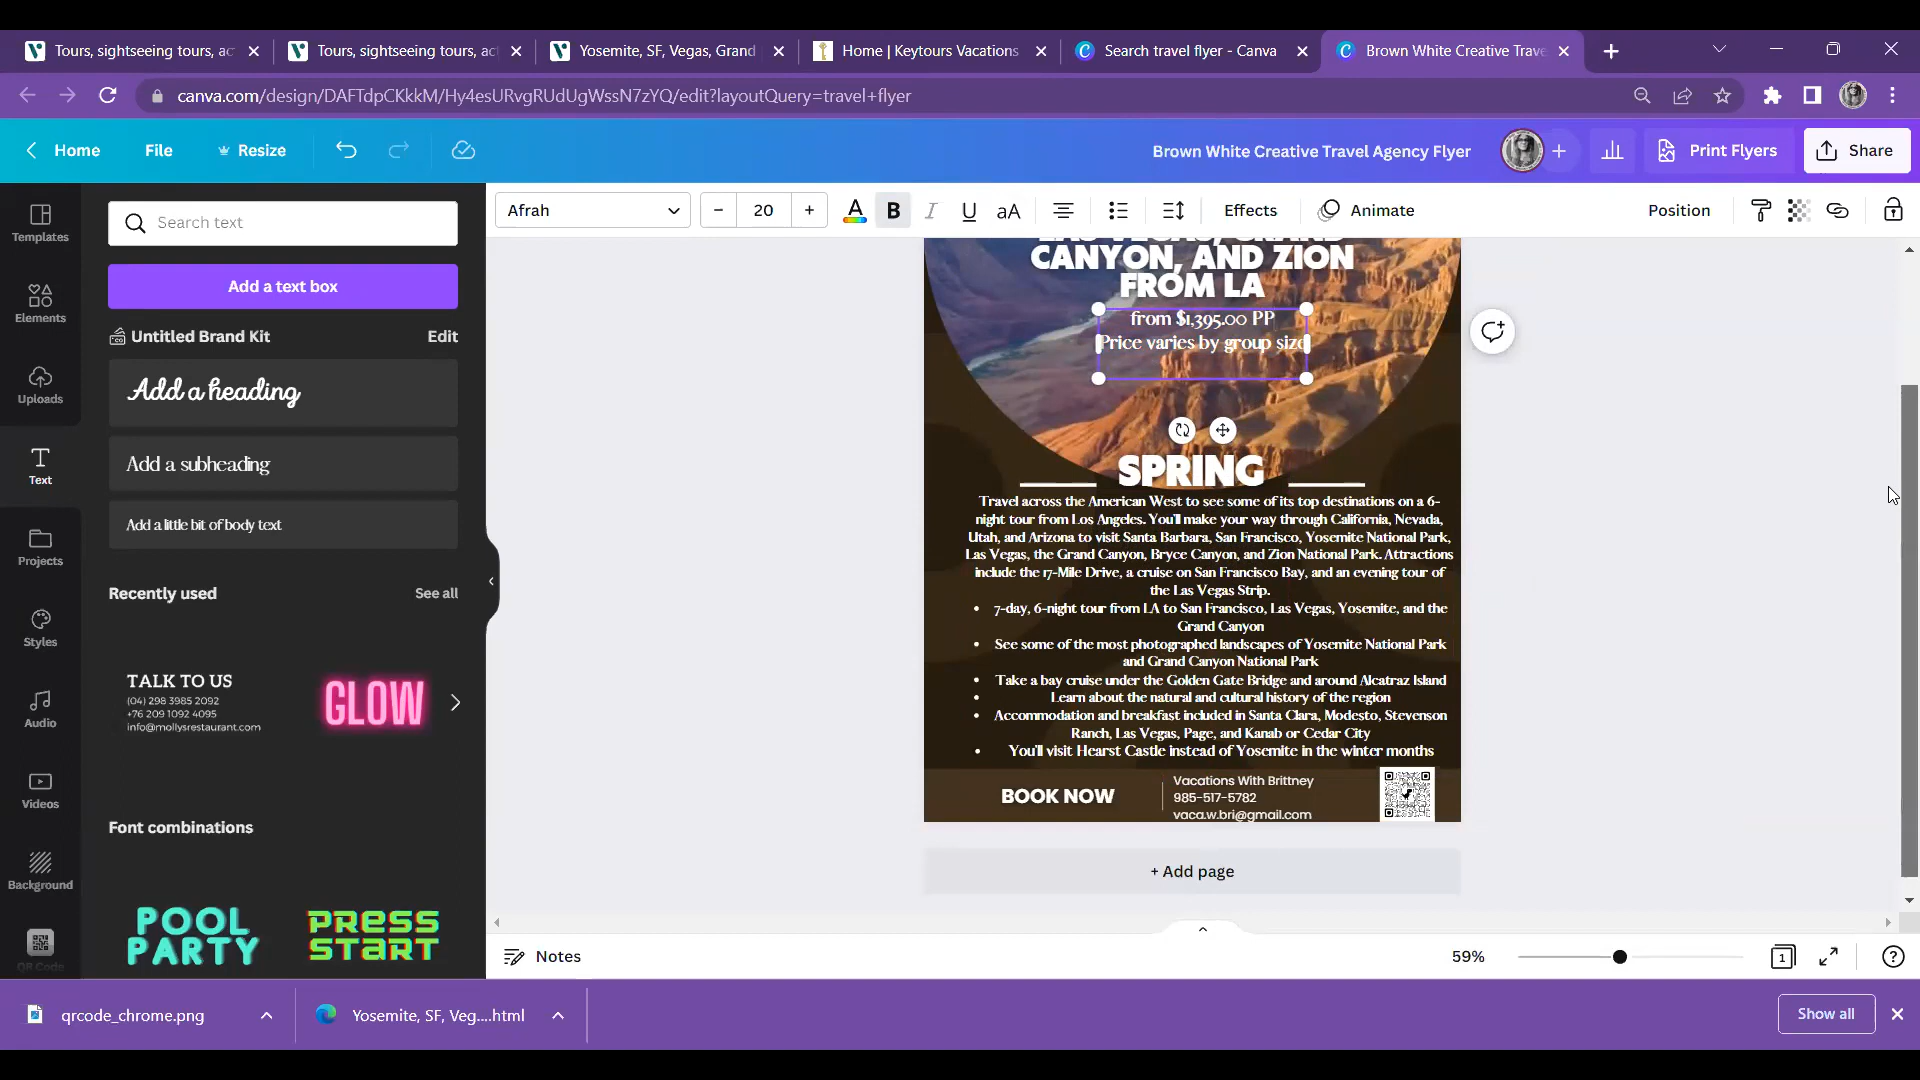 Tours, sightseeing tours, ac
Tours, sightseeing tours, act
Yosemite, SF, Vegas, Grand
Home | Keytours Vacations
Search travel flyer - Canva
Brown White Creative Trave
canva.com/design/DAFTdpCKkkM/Hy4esURvgRUdUgWssN7zYQ/edit?layoutQuery=travel+flyer
Home
File
Resize
Brown White Creative Travel Agency Flyer
Print Flyers
Share
Templates
Elements
Uploads
Text
Projects
Styles
Audio
Videos
Background
QR Code
Search text
Add a text box
Untitled Brand Kit
Edit
Add a heading
Add a subheading
Add a little bit of body text
Recently used
See all
TALK TO US
(04) 298 3985 2092
+76 209 1092 4095
info@mollysrestaurant.com
GLOW
Font combinations
POOL
PARTY
PRESS
START
Afrah
20
B
I
U
aA
Effects
Animate
Position
LAS VEGAS, GRAND
CANYON, AND ZION
FROM LA
from $1,395.00 PP
Price varies by group size
SPRING
Travel across the American West to see some of its top destinations on a 6-
night tour from Los Angeles. You'll make your way through California, Nevada,
Utah, and Arizona to visit Santa Barbara, San Francisco, Yosemite National Park,
Las Vegas, the Grand Canyon, Bryce Canyon, and Zion National Park. Attractions
include the 17-Mile Drive, a cruise on San Francisco Bay, and an evening tour of
the Las Vegas Strip.
• 7-day, 6-night tour from LA to San Francisco, Las Vegas, Yosemite, and the
Grand Canyon
• See some of the most photographed landscapes of Yosemite National Park
and Grand Canyon National Park
• Take a bay cruise under the Golden Gate Bridge and around Alcatraz Island
• Learn about the natural and cultural history of the region
• Accommodation and breakfast included in Santa Clara, Modesto, Stevenson
Ranch, Las Vegas, Page, and Kanab or Cedar City
• You'll visit Hearst Castle instead of Yosemite in the winter months
BOOK NOW
Vacations With Brittney
985-517-5782
vaca.w.bri@gmail.com
+ Add page
Notes
59%
1
qrcode_chrome.png
Yosemite, SF, Veg....html
Show all